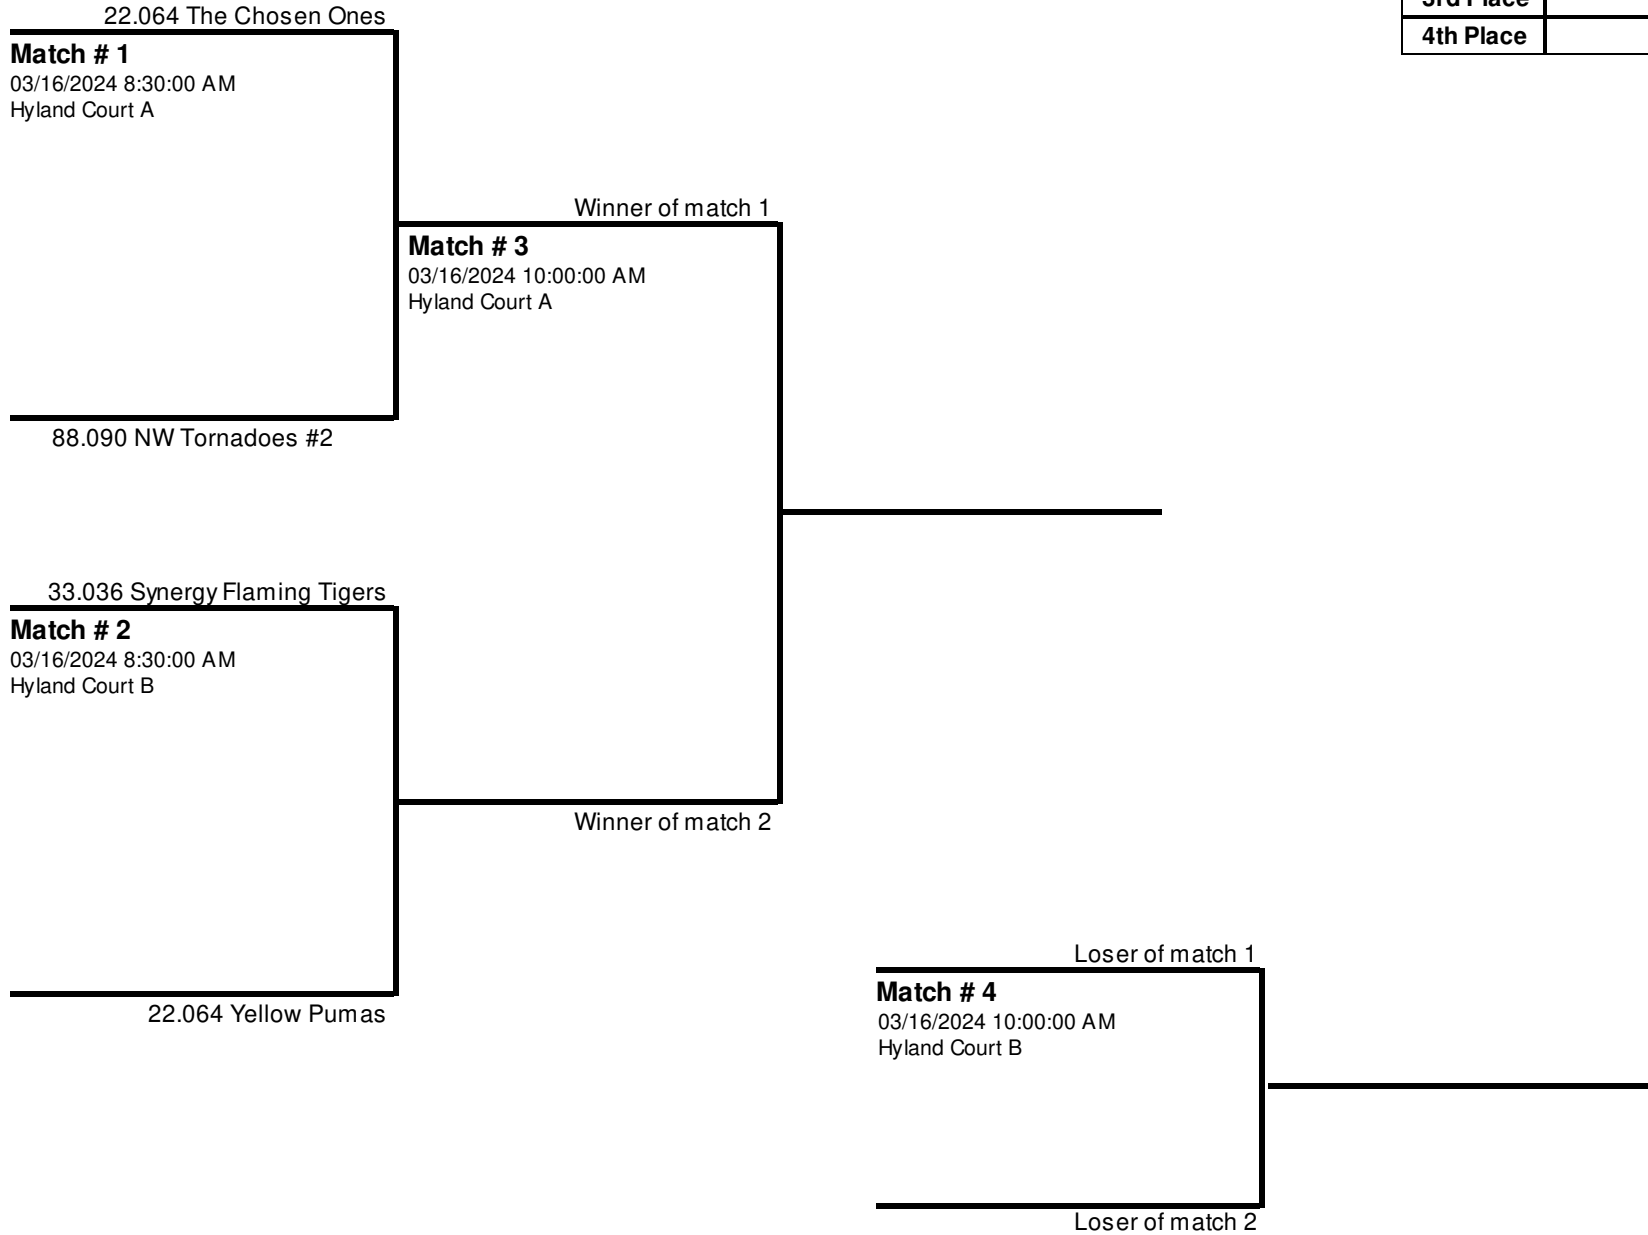 22.064 The Chosen Ones
3rd Place
4th Place
Match # 1
03/16/2024 8:30:00 AM
Hyland Court A
Winner of match 1
Match # 3
03/16/2024 10:00:00 AM
Hyland Court A
88.090 NW Tornadoes #2
33.036 Synergy Flaming Tigers
Match # 2
03/16/2024 8:30:00 AM
Hyland Court B
Winner of match 2
22.064 Yellow Pumas
Loser of match 1
Match # 4
03/16/2024 10:00:00 AM
Hyland Court B
Loser of match 2